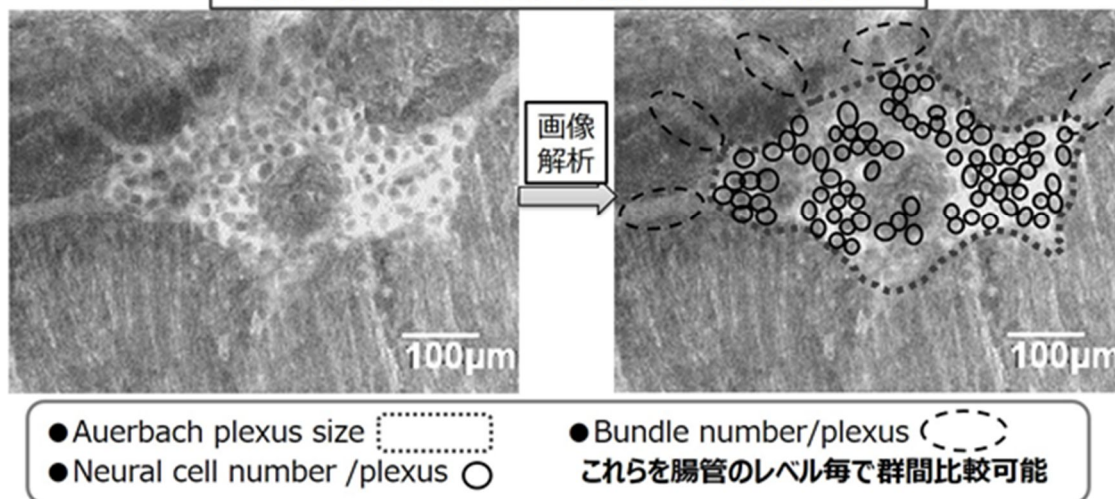 画像
解析
100μm
100μm
●Auerbach plexus size
●Neural cell number /plexus
●Bundle number/plexus
これらを腸管のレベル毎で群間比較可能